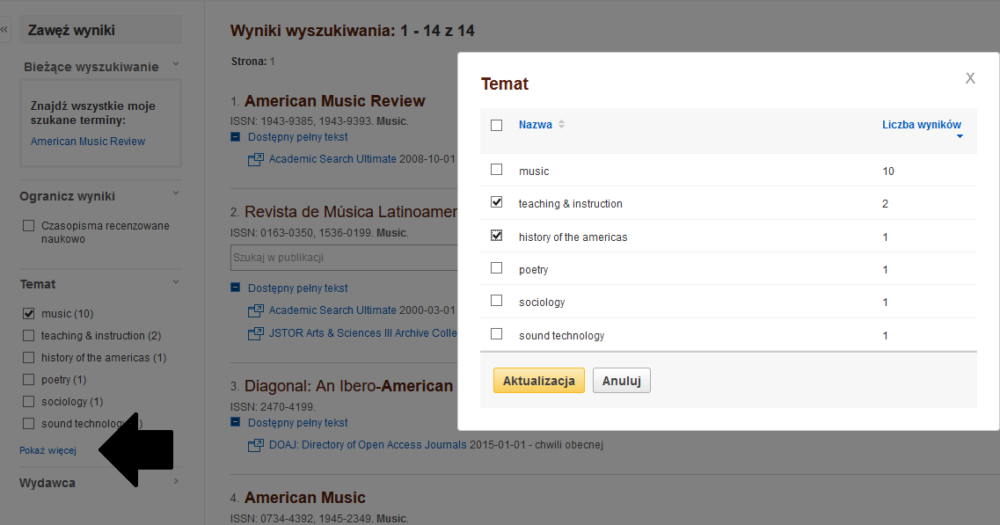 «
Zawęź wyniki
Bieżące wyszukiwanie
Znajdź wszystkie moje
szukane terminy:
American Music Review
Ogranicz wyniki
Czasopisma recenzowane
naukowo
Temat
music (10)
teaching & instruction (2)
history of the americas (1)
poetry (1)
sociology (1)
sound technology )
Pokaż więcej
Wydawca
Wyniki wyszukiwania: 1 - 14 z 14
Strona: 1
1. American Music Review
ISSN: 1943-9385, 1943-9393. Music.
Dostępny pełny tekst
Academic Search Ultimate 2008-10-01
2. Revista de Música Latinoamer
ISSN: 0163-0350, 1536-0199. Music.
Szukaj w publikacji
Dostępny pełny tekst
Academic Search Ultimate 2000-03-01
JSTOR Arts & Sciences III Archive Colle
3. Diagonal: An Ibero-American
ISSN: 2470-4199.
Dostępny pełny tekst
DOAJ: Directory of Open Access Journals 2015-01-01 - chwili obecnej
4. American Music
ISSN: 0734-4392, 1945-2349. Music.
Temat
X
Nazwa Liczba wyników
music 10
teaching & instruction 2
history of the americas 1
poetry 1
sociology 1
sound technology 1
Aktualizacja Anuluj